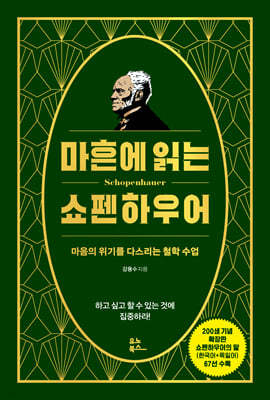 마흔에 읽는
Schopenhauer
쇼펜하우어
마음의 위기를 다스리는 철학 수업
강용수 지음
하고 싶고 할 수 있는 것에
집중하라!
200쇄 기념
확장판
쇼펜하우어의 말
(한국어+독일어)
67선 수록
유노
북스